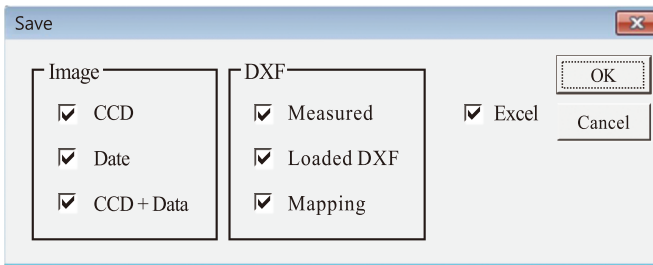 Save
Image
CCD
Date
CCD + Data
DXF
Measured
Loaded DXF
Mapping
Excel
OK
Cancel